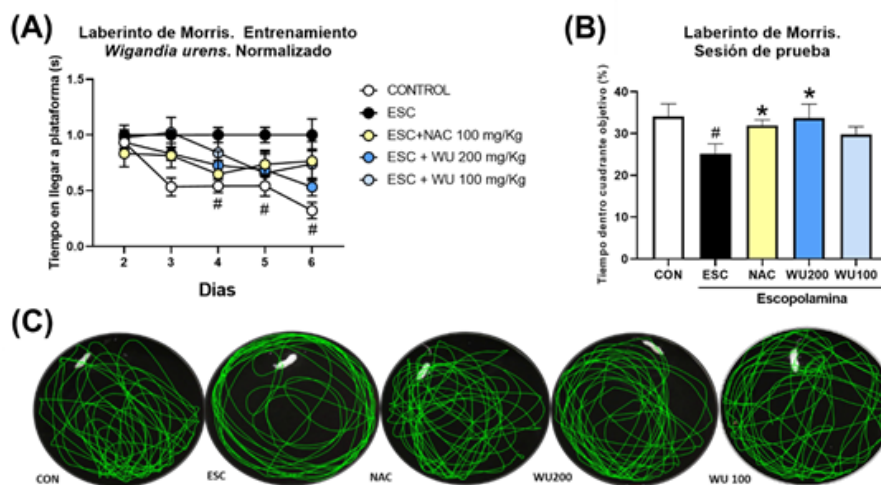 (A)
Laberinto de Morris. Entrenamiento
Wigandia urens. Normalizado
Tiempo en llegar a plataforma (s)
1.5
1.0
0.5
0.0
2 3 4 5 6
Dias
# # #
CONTROL
ESC
ESC+NAC 100 mg/Kg
ESC + WU 200 mg/Kg
ESC + WU 100 mg/Kg
(B)
Laberinto de Morris.
Sesión de prueba
Tiempo dentro cuadrante objetivo (%)
40
30
20
10
0
# * *
CON ESC NAC WU200 WU100
Escopolamina
(C)
CON ESC NAC WU200 WU 100